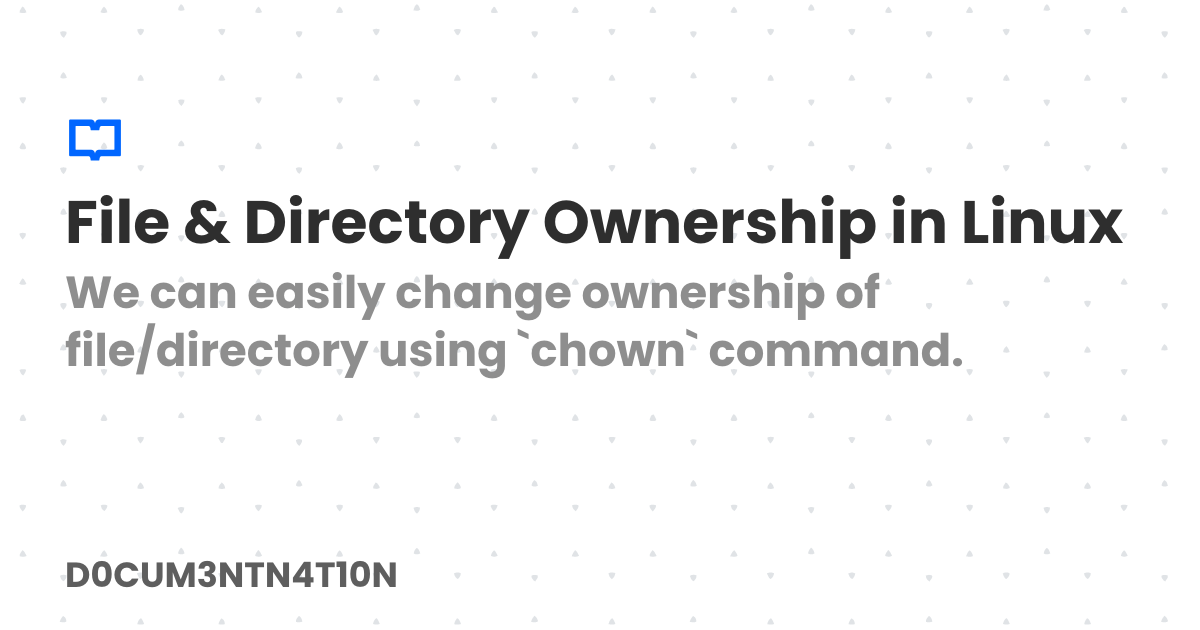 File & Directory Ownership in Linux
We can easily change ownership of
file/directory using `chown` command.
D0CUM3NTN4T10N